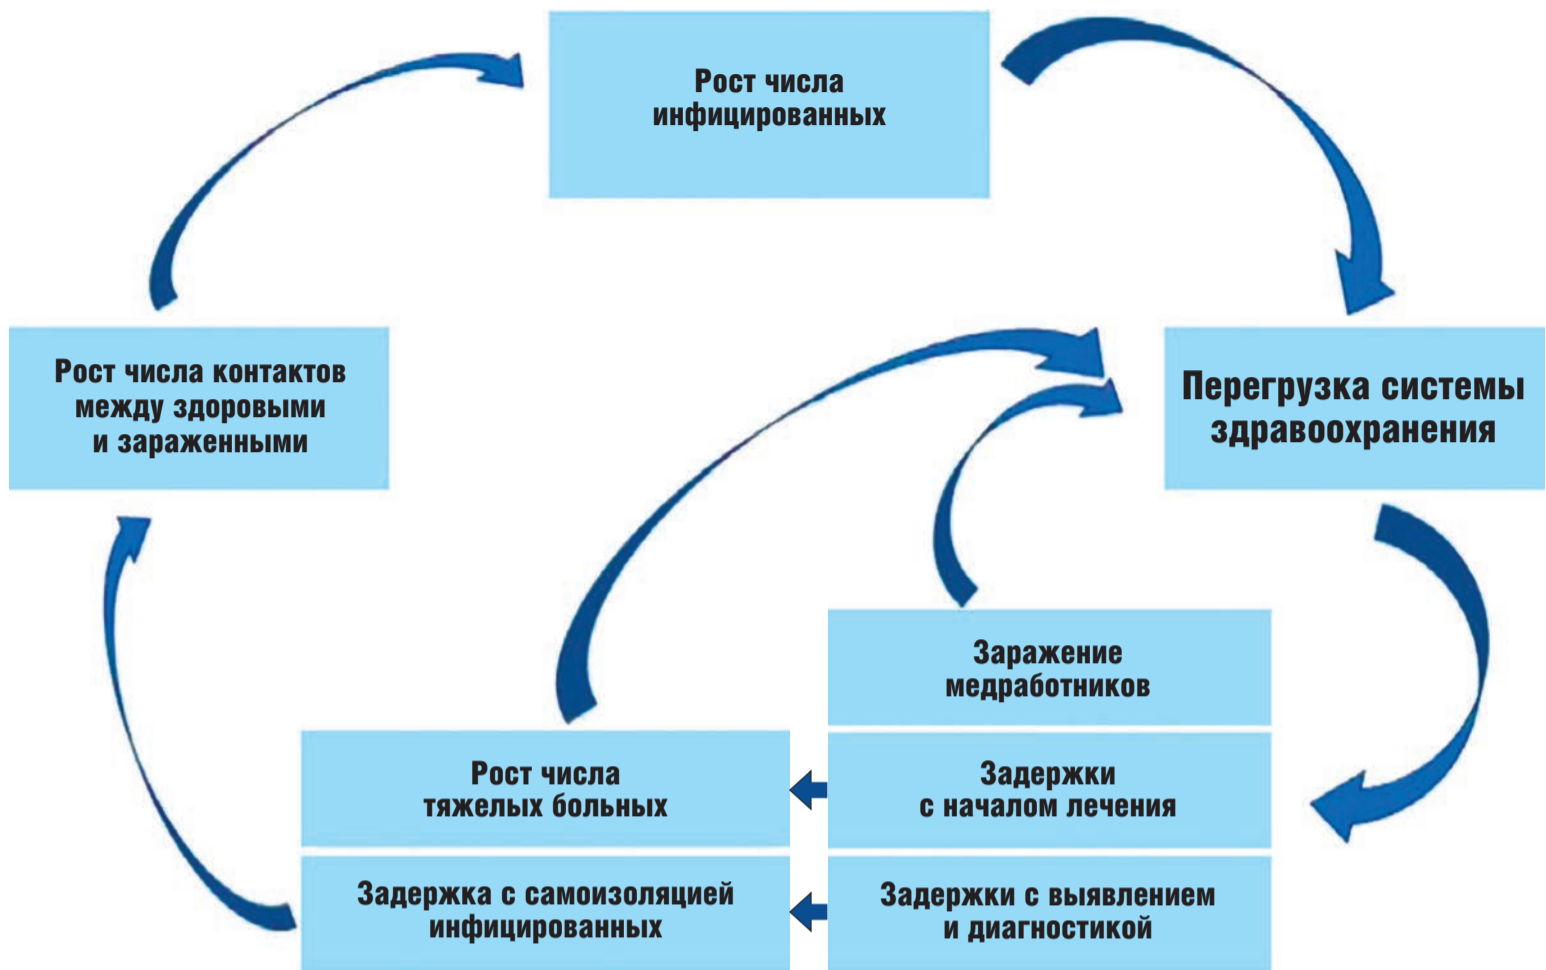 Рост числа
инфицированных
Рост числа контактов
между здоровыми
и зараженными
Перегрузка системы
здравоохранения
Заражение
медработников
Рост числа
тяжелых больных
Задержки
с началом лечения
Задержка с самоизоляцией
инфицированных
Задержки с выявлением
и диагностикой